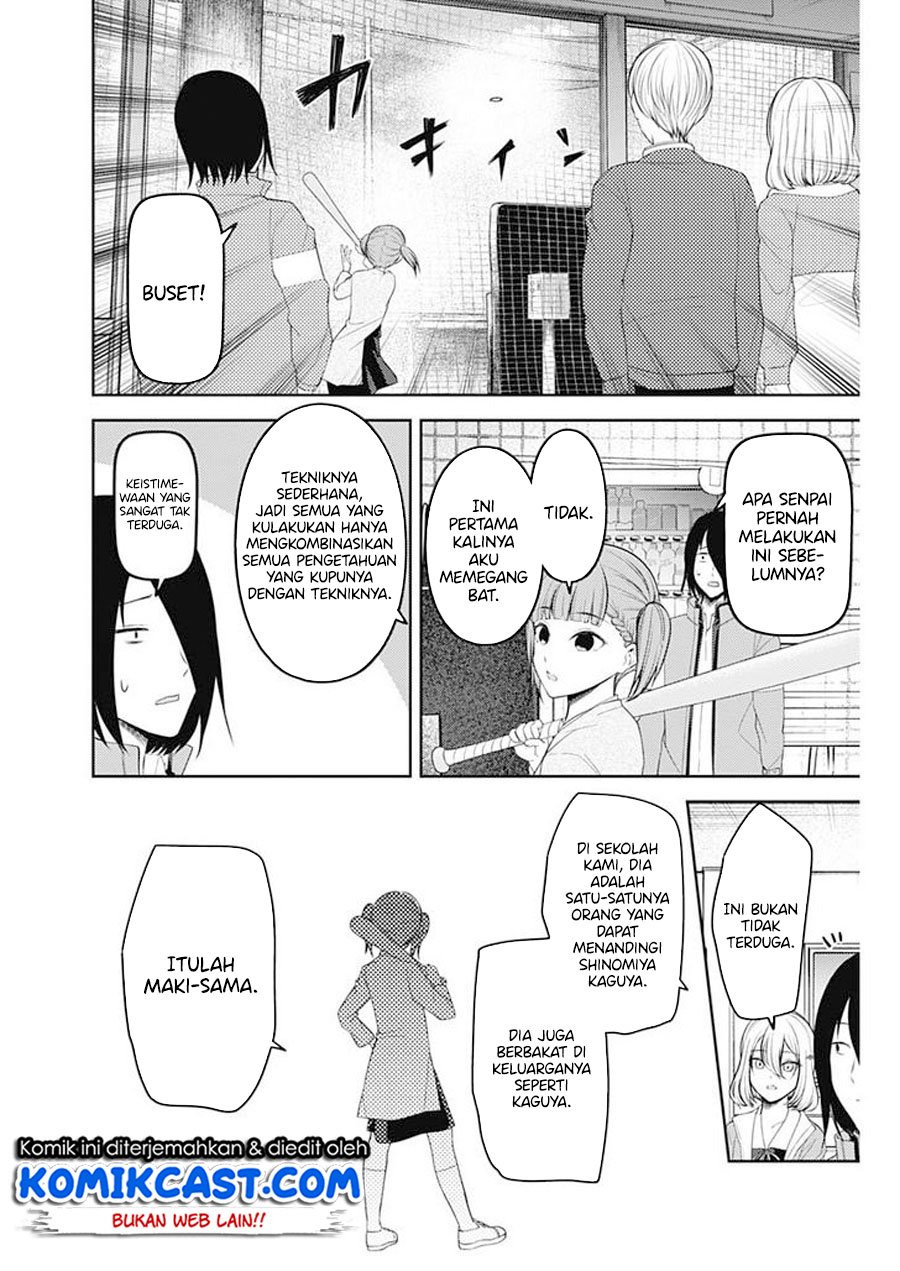 カ
キィン
BUSET!
APA SENPAI
PERNAH
MELAKUKAN
INI SEBE-
LUMNYA?
TIDAK.
INI
PERTAMA
KALINYA
AKU
MEMEGANG
BAT.
TEKNIKNYA
SEDERHANA,
JADI SEMUA YANG
KULAKUKAN HANYA
MENGKOMBINASIKAN
SEMUA PENGETAHUAN
YANG KUPUNYA
DENGAN TEKNIKNYA.
KEISTIME-
WAAN YANG
SANGAT TAK
TERDUGA.
INI BUKAN
TIDAK
TERDUGA.
DI SEKOLAH
KAMI, DIA
ADALAH
SATU-SATUNYA
ORANG YANG
DAPAT
MENANDINGI
SHINOMIYA
KAGUYA.
DIA JUGA
BERBAKAT DI
KELUARGANYA
SEPERTI
KAGUYA.
ITULAH
MAKI-SAMA.
Komik ini diterjemahkan & diedit oleh
KOMIKCAST.COM
BUKAN WEB LAIN!!